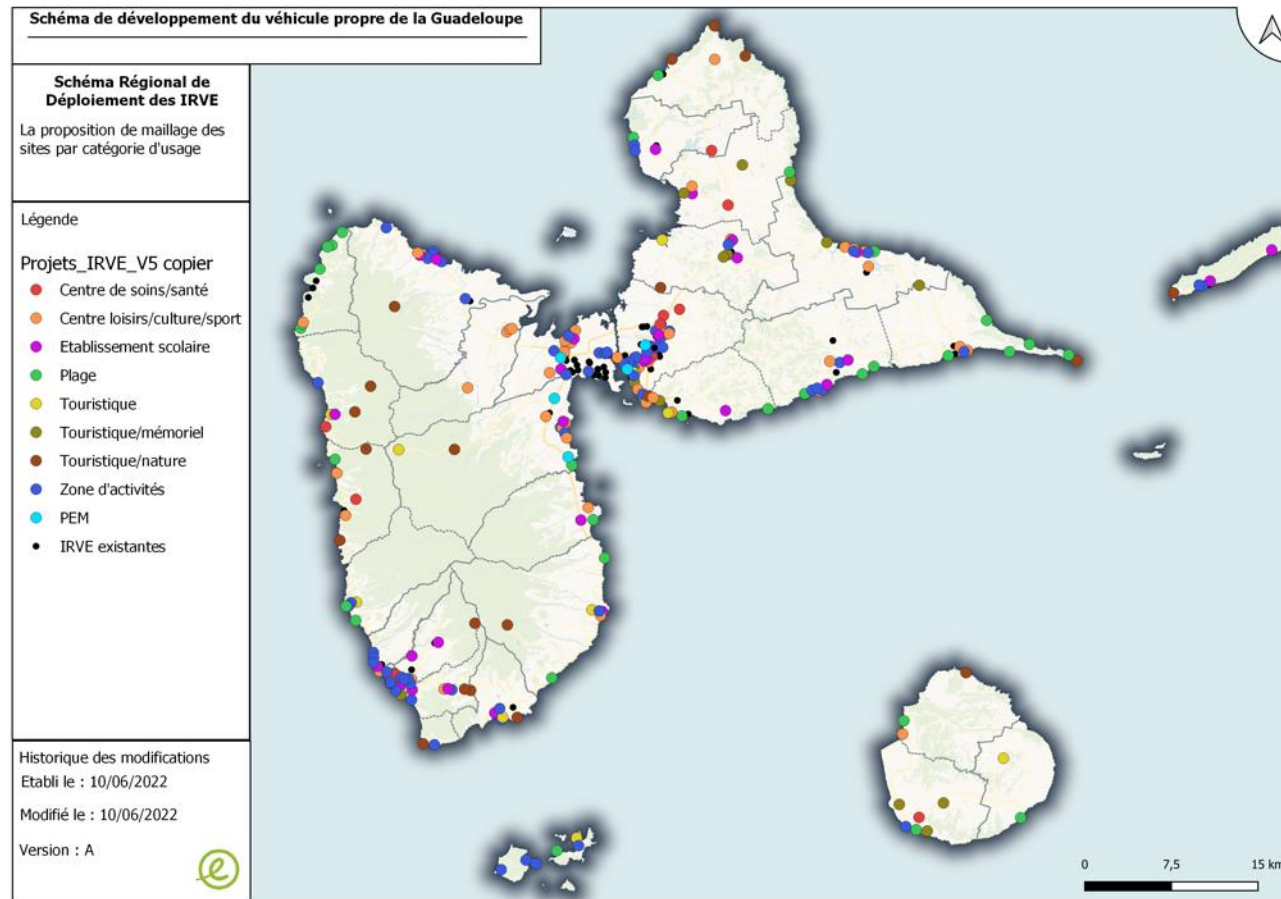 Schéma de développement du véhicule propre de la Guadeloupe
Schéma Régional de
Déploiement des IRVE
La proposition de maillage des
sites par catégorie d'usage
Légende
Projets_IRVE_V5 copier
Centre de soins/santé
Centre loisirs/culture/sport
Etablissement scolaire
Plage
Touristique
Touristique/mémoriel
Touristique/nature
Zone d'activités
PEM
IRVE existantes
Historique des modifications
Etabli le : 10/06/2022
Modifié le : 10/06/2022
Version : A
0 7,5 15 km